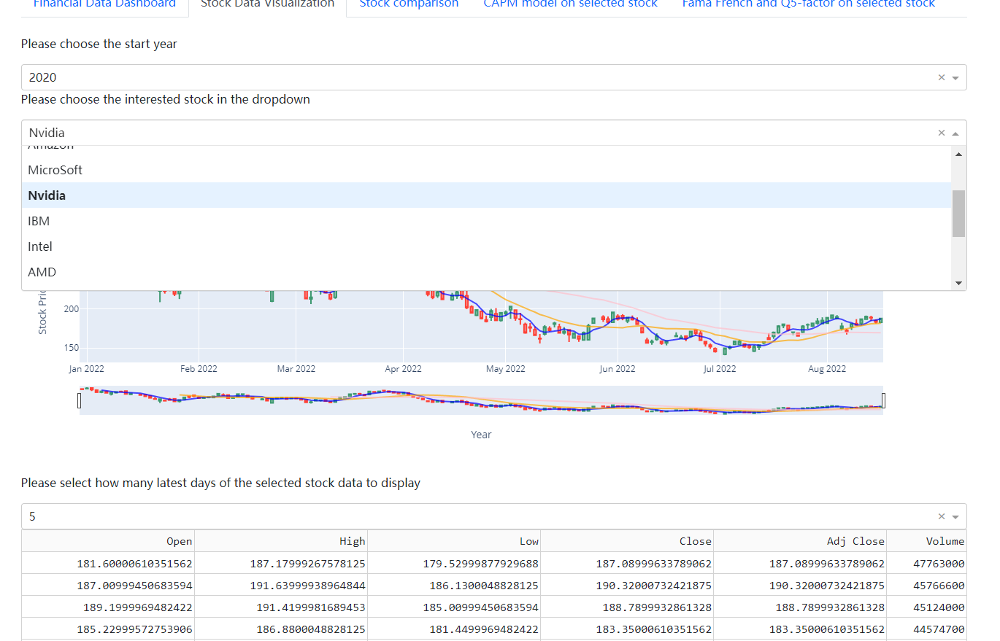 Financial Data Dashboard Stock Data Visualization Stock comparison CAPM model on selected stock Fama French and Q5-factor on selected stock
Please choose the start year
2020
Please choose the interested stock in the dropdown
Nvidia
Amazon
MicroSoft
Nvidia
IBM
Intel
AMD
Stock Pric
200
150
Jan 2022 Feb 2022 Mar 2022 Apr 2022 May 2022 Jun 2022 Jul 2022 Aug 2022
Year
Please select how many latest days of the selected stock data to display
5
Open High Low Close Adj Close Volume
181.60000610351562 187.17999267578125 179.52999877929688 187.08999633789062 187.08999633789062 47763000
187.00999450683594 191.63999938964844 186.1300048828125 190.32000732421875 190.32000732421875 45766600
189.1999969482422 191.4199981689453 185.00999450683594 188.7899932861328 188.7899932861328 45124000
185.22999572753906 186.8800048828125 181.4499969482422 183.35000610351562 183.35000610351562 44574700